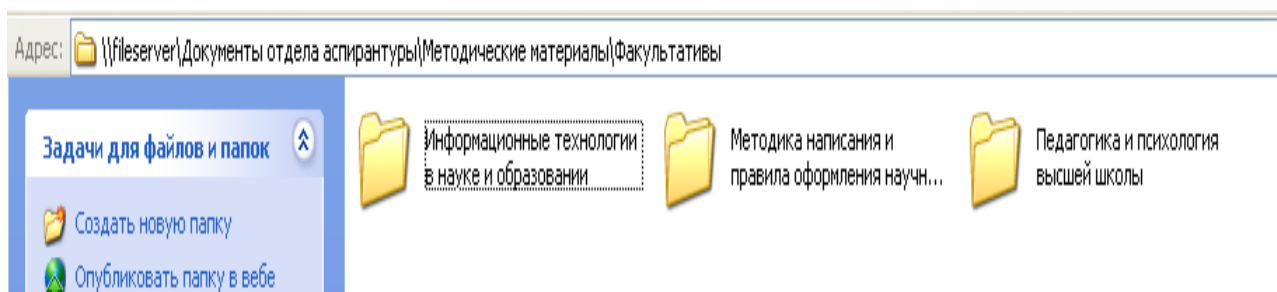 Адрес: \\fileserver\Документы отдела аспирантуры\Методические материалы\Факультативы
Задачи для файлов и папок
Создать новую папку
Опубликовать папку в вебе
Информационные технологии
в науке и образовании
Методика написания и
правила оформления научн...
Педагогика и психология
высшей школы